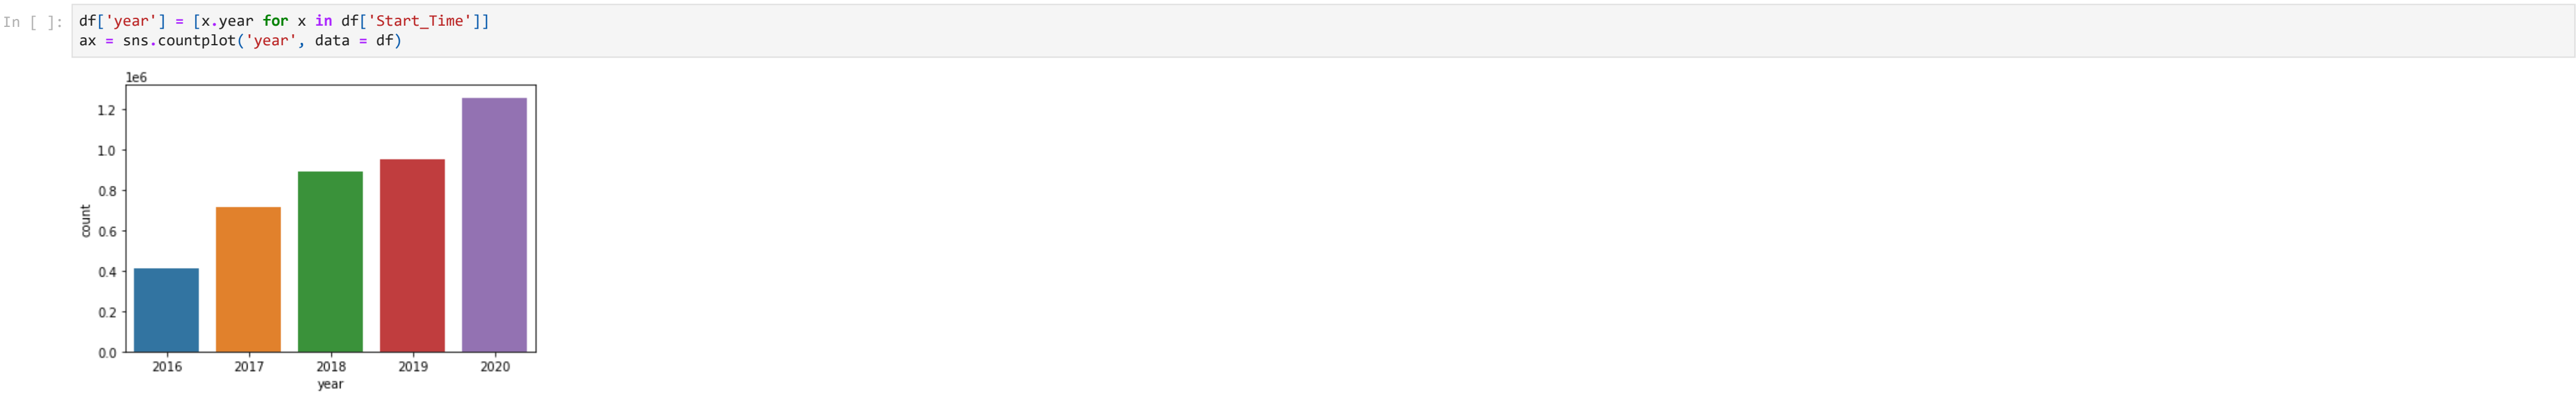 In [ ]: df['year'] = [x.year for x in df['Start_Time']]
ax = sns.countplot('year', data = df)
1e6
1.2
1.0
0.8
0.6
0.4
0.2
0.0
count
2016 2017 2018 2019 2020
year